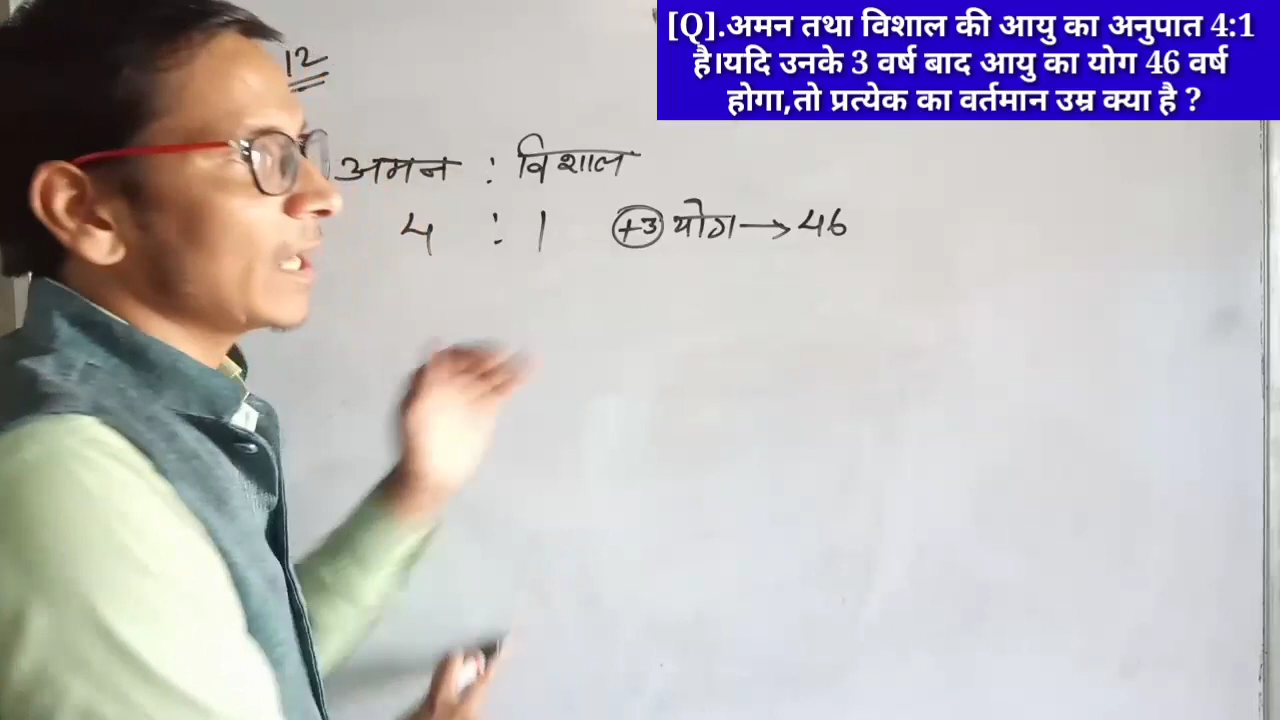 [Q].अमन तथा विशाल की आयु का अनुपात 4:1
है।यदि उनके 3 वर्ष बाद आयु का योग 46 वर्ष
होगा,तो प्रत्येक का वर्तमान उम्र क्या है ?
12
अमन : विशाल
4 : 1 +3 योग → 46